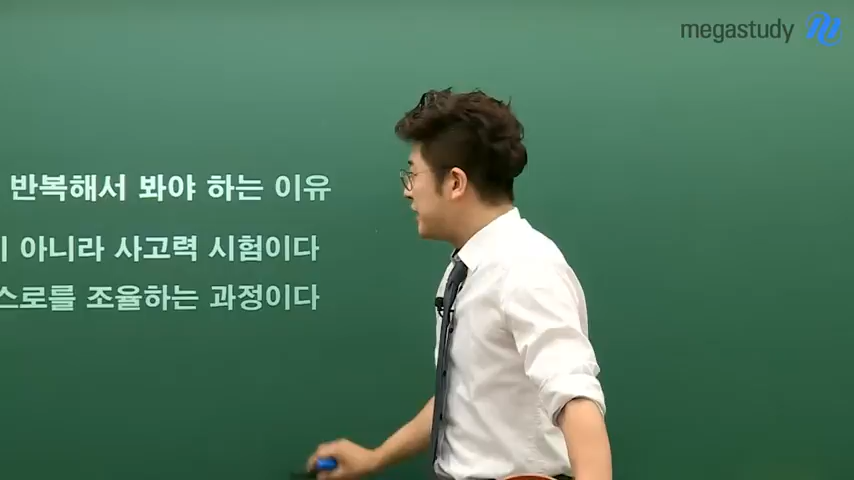 megastudy
반복해서 봐야 하는 이유
아니라 사고력 시험이다
스로를 조율하는 과정이다